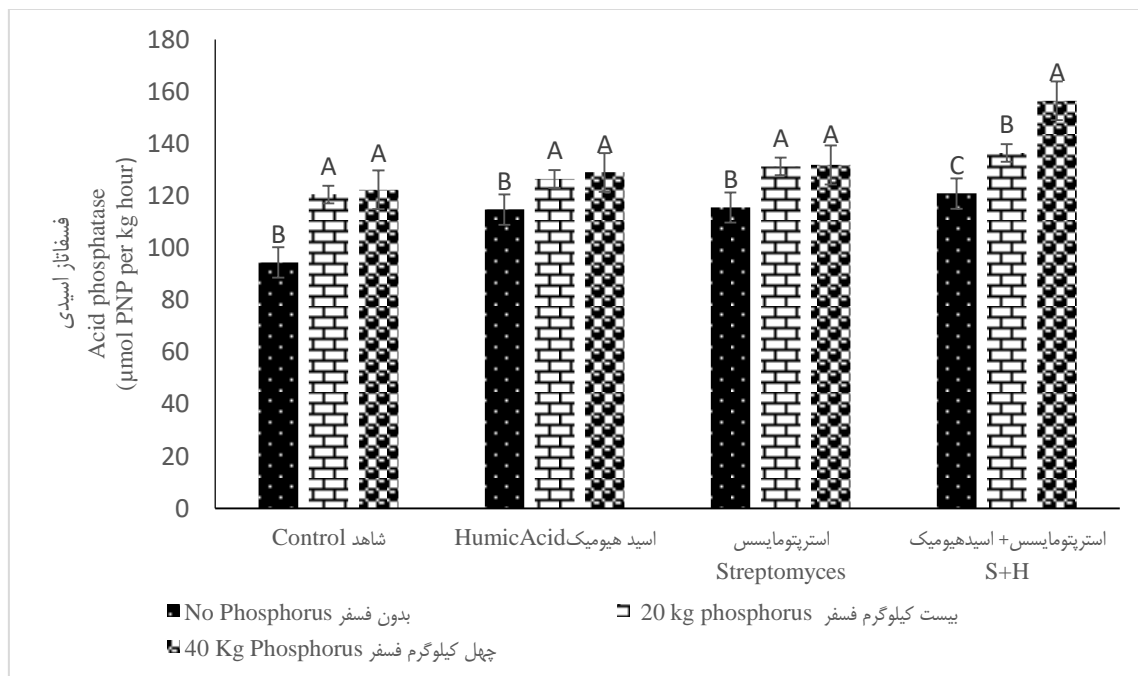 فسفاتاز اسیدی
Acid phosphatase
(µmol PNP per kg hour)
180
160
140
120
100
80
60
40
20
0
B
A
A
B
A
A
B
A
A
C
B
A
شاهد Control
اسید هیومیک HumicAcid
استرپتومایسس
Streptomyces
استرپتومایسس+ اسیدهیومیک
S+H
No Phosphorus بدون فسفر
20 kg phosphorus بیست کیلوگرم فسفر
40 Kg Phosphorus چهل کیلوگرم فسفر